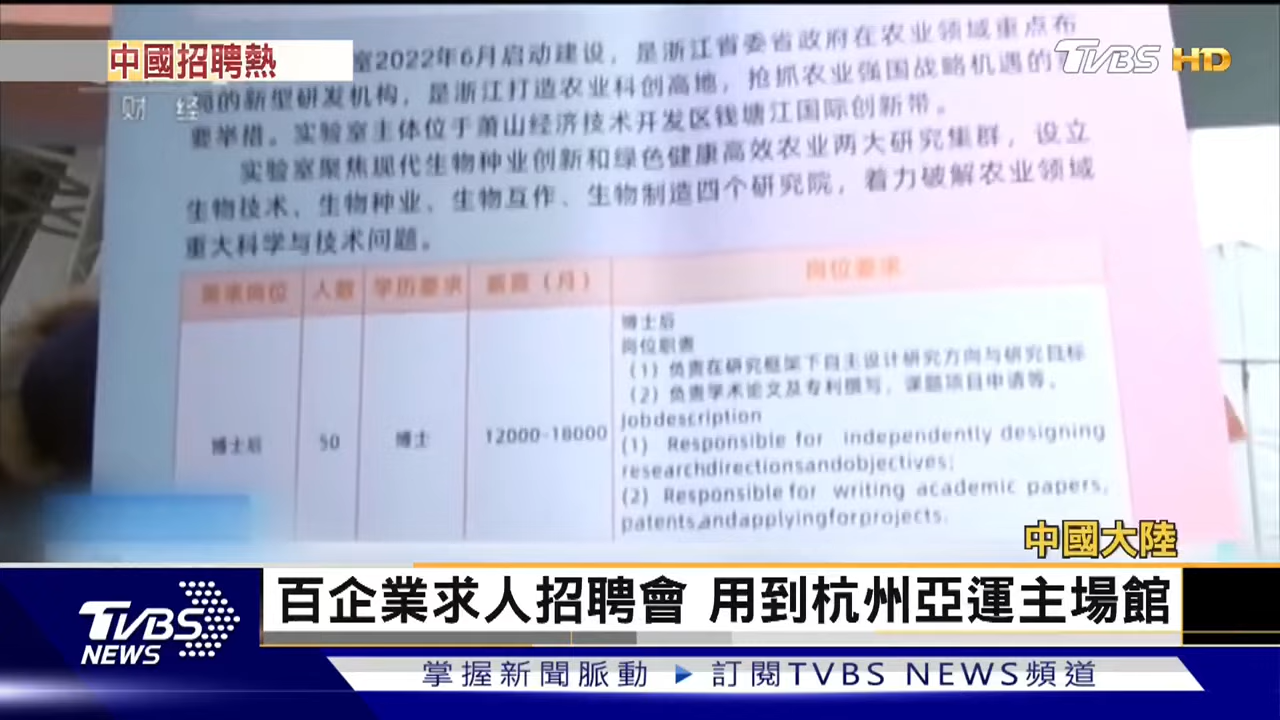 中國招聘熱
TVBS HD
财 经
室2022年6月启动建设，是浙江省委省政府在农业领域重点布
局的新型研发机构，是浙江打造农业科创高地，抢抓农业强国战略机遇的
要举措。实验室主体位于萧山经济技术开发区钱塘江国际创新带。
实验室聚焦现代生物种业创新和绿色健康高效农业两大研究集群，设立
生物技术、生物种业、生物互作、生物制造四个研究院，着力破解农业领域
重大科学与技术问题。
需求岗位 人数 学历要求 薪资（月） 岗位要求
博士后 50 博士 12000-18000
博士后
岗位职责
（1）负责在研究框架下自主设计研究方向与研究目标
（2）负责学术论文及专利撰写、课题项目申请等。
Jobdescription
(1) Responsible for independently designing
researchdirectionsandobjectives;
(2) Responsible for writing academic papers,
patents,andapplyingforprojects.
中國大陸
百企業求人招聘會 用到杭州亞運主場館
TVBS NEWS
掌握新聞脈動 ▶ 訂閱TVBS NEWS頻道